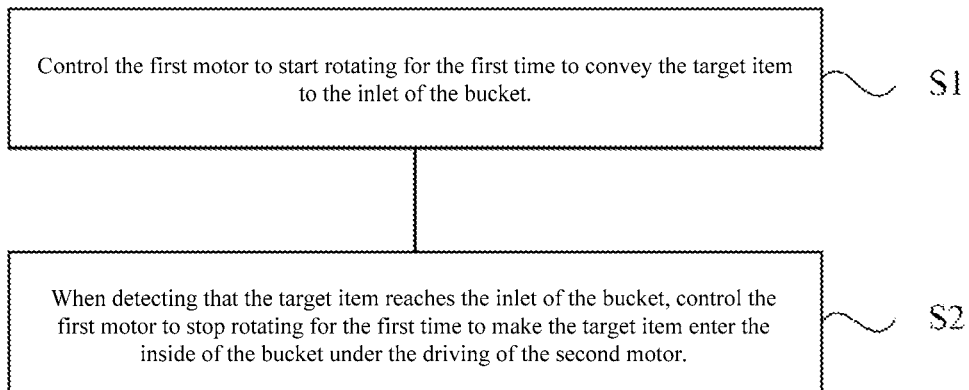 Control the first motor to start rotating for the first time to convey the target item
to the inlet of the bucket.
S1
When detecting that the target item reaches the inlet of the bucket, control the
first motor to stop rotating for the first time to make the target item enter the
inside of the bucket under the driving of the second motor.
S2